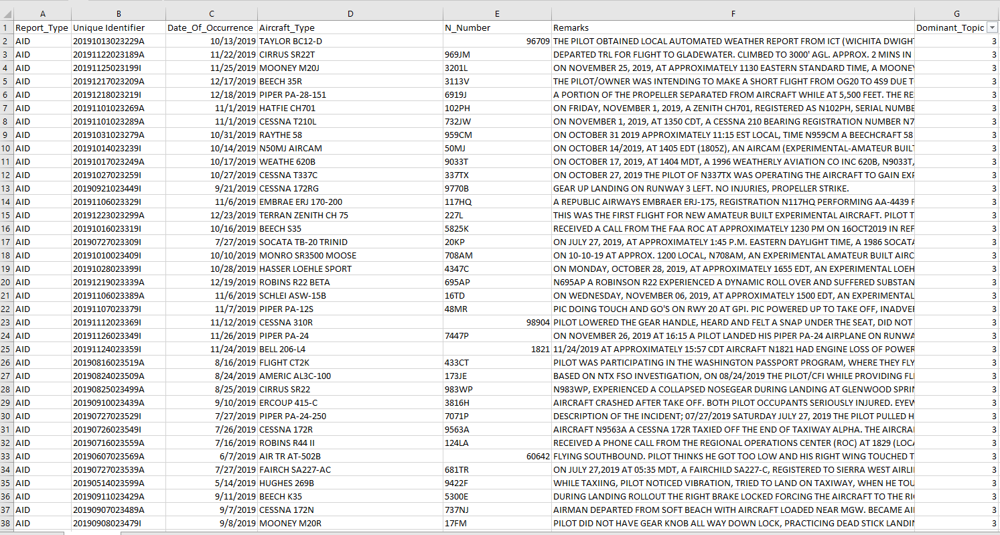 A B C D E F G
1 Report_Type Unique Identifier Date_Of_Occurrence Aircraft_Type N_Number Remarks Dominant_Topic
2 AID 20191013023229A 10/13/2019 TAYLOR BC12-D 96709 THE PILOT OBTAINED LOCAL AUTOMATED WEATHER REPORT FROM ICT (WICHITA DWIGHT 3
3 AID 20191122023189A 11/22/2019 CIRRUS SR22T 969JM DEPARTED TRL FOR FLIGHT TO GLADEWATER. CLIMBED TO 3000' AGL. APPROX. 2 MINS IN 3
4 AID 20191125023199I 11/25/2019 MOONEY M20J 3201L ON NOVEMBER 25, 2019, AT APPROXIMATELY 1130 EASTERN STANDARD TIME, A MOONEY 3
5 AID 20191217023209A 12/17/2019 BEECH 35R 3113V THE PILOT/OWNER WAS INTENDING TO MAKE A SHORT FLIGHT FROM OG20 TO 4S9 DUE T 3
6 AID 20191218023219I 12/18/2019 PIPER PA-28-151 6919J A PORTION OF THE PROPELLER SEPARATED FROM AIRCRAFT WHILE AT 5,500 FEET. THE RE 3
7 AID 20191101023269A 11/1/2019 HATFIE CH701 102PH ON FRIDAY, NOVEMBER 1, 2019, A ZENITH CH701, REGISTERED AS N102PH, SERIAL NUMBE 3
8 AID 20191101023289A 11/1/2019 CESSNA T210L 732JW ON NOVEMBER 1, 2019, AT 1350 CDT, A CESSNA 210 BEARING REGISTRATION NUMBER N7 3
9 AID 20191031023279A 10/31/2019 RAYTHE 58 959CM ON OCTOBER 31 2019 APPROXIMATELY 11:15 EST LOCAL, TIME N959CM A BEECHCRAFT 58 3
10 AID 20191014023239I 10/14/2019 N50MJ AIRCAM 50MJ ON OCTOBER 14/2019, AT 1405 EDT (1805Z), AN AIRCAM (EXPERIMENTAL-AMATEUR BUILT 3
11 AID 20191017023249A 10/17/2019 WEATHE 620B 9033T ON OCTOBER 17, 2019, AT 1404 MDT, A 1996 WEATHERLY AVIATION CO INC 620B, N9033T, 3
12 AID 20191027023259I 10/27/2019 CESSNA T337C 337TX ON OCTOBER 27, 2019 THE PILOT OF N337TX WAS OPERATING THE AIRCRAFT TO GAIN EXP 3
13 AID 20190921023449I 9/21/2019 CESSNA 172RG 9770B GEAR UP LANDING ON RUNWAY 3 LEFT. NO INJURIES, PROPELLER STRIKE. 3
14 AID 20191106023329I 11/6/2019 EMBRAE ERJ 170-200 117HQ A REPUBLIC AIRWAYS EMBRAER ERJ-175, REGISTRATION N117HQ PERFORMING AA-4439 F 3
15 AID 20191223023299A 12/23/2019 TERRAN ZENITH CH 75 227L THIS WAS THE FIRST FLIGHT FOR NEW AMATEUR BUILT EXPERIMENTAL AIRCRAFT. PILOT T 3
16 AID 20191016023319I 10/16/2019 BEECH S35 5825K RECEIVED A CALL FROM THE FAA ROC AT APPROXIMATELY 1230 PM ON 16OCT2019 IN REF 3
17 AID 20190727023309I 7/27/2019 SOCATA TB-20 TRINID 20KP ON JULY 27, 2019, AT APPROXIMATELY 1:45 P.M. EASTERN DAYLIGHT TIME, A 1986 SOCATA 3
18 AID 20191010023409I 10/10/2019 MONRO SR3500 MOOSE 708AM ON 10-10-19 AT APPROX. 1200 LOCAL, N708AM, AN EXPERIMENTAL AMATEUR BUILT AIRC 3
19 AID 20191028023399I 10/28/2019 HASSER LOEHLE SPORT 4347C ON MONDAY, OCTOBER 28, 2019, AT APPROXIMATELY 1655 EDT, AN EXPERIMENTAL LOEH 3
20 AID 20191219023339A 12/19/2019 ROBINS R22 BETA 695AP N695AP A ROBINSON R22 EXPERIENCED A DYNAMIC ROLL OVER AND SUFFERED SUBSTAN 3
21 AID 20191106023389A 11/6/2019 SCHLEI ASW-15B 16TD ON WEDNESDAY, NOVEMBER 06, 2019, AT APPROXIMATELY 1500 EDT, AN EXPERIMENTAL 3
22 AID 20191107023379I 11/7/2019 PIPER PA-12S 48MR PIC DOING TOUCH AND GO'S ON RWY 20 AT GPI. PIC POWERED UP TO TAKE OFF, INADVER 3
23 AID 20191112023369I 11/12/2019 CESSNA 310R 98904 PILOT LOWERED THE GEAR HANDLE, HEARD AND FELT A SNAP UNDER THE SEAT, DID NOT 3
24 AID 20191126023349I 11/26/2019 PIPER PA-24 7447P ON NOVEMBER 26, 2019 AT 16:15 A PILOT LANDED HIS PIPER PA-24 AIRPLANE ON RUNWA 3
25 AID 20191124023359I 11/24/2019 BELL 206-L4 1821 11/24/2019 AT APPROXIMATELY 15:57 CDT AIRCRAFT N1821 HAD ENGINE LOSS OF POWER 3
26 AID 20190816023519A 8/16/2019 FLIGHT CT2K 433CT PILOT WAS PARTICIPATING IN THE WASHINGTON PASSPORT PROGRAM, WHERE THEY FLY 3
27 AID 20190824023509A 8/24/2019 AMERIC AL3C-100 173JE BASED ON NTX FSO INVESTIGATION, ON 08/24/2019 THE PILOT/CFI WHILE PROVIDING FLI 3
28 AID 20190825023499A 8/25/2019 CIRRUS SR22 983WP N983WP, EXPERIENCED A COLLAPSED NOSEGEAR DURING LANDING AT GLENWOOD SPRIN 3
29 AID 20190910023439A 9/10/2019 ERCOUP 415-C 3816H AIRCRAFT CRASHED AFTER TAKE OFF. BOTH PILOT OCCUPANTS SERIOUSLY INJURED. EYEW 3
30 AID 20190727023529I 7/27/2019 PIPER PA-24-250 7071P DESCRIPTION OF THE INCIDENT; 07/27/2019 SATURDAY JULY 27, 2019 THE PILOT PULLED H 3
31 AID 20190726023549I 7/26/2019 CESSNA 172R 9563A AIRCRAFT N9563A A CESSNA 172R TAXIED OFF THE END OF TAXIWAY ALPHA. THE AIRCRAI 3
32 AID 20190716023559A 7/16/2019 ROBINS R44 II 124LA RECEIVED A PHONE CALL FROM THE REGIONAL OPERATIONS CENTER (ROC) AT 1829 (LOCA 3
33 AID 20190607023569A 6/7/2019 AIR TR AT-502B 60642 FLYING SOUTHBOUND. PILOT THINKS HE GOT TOO LOW AND HIS RIGHT WING TOUCHED T 3
34 AID 20190727023539A 7/27/2019 FAIRCH SA227-AC 681TR ON JULY 27,2019 AT 05:35 MDT, A FAIRCHILD SA227-C, REGISTERED TO SIERRA WEST AIRLI 3
35 AID 20190514023599A 5/14/2019 HUGHES 269B 9422F WHILE TAXIING, PILOT NOTICED VIBRATION, TRIED TO LAND ON TAXIWAY, WHEN HE TOU 3
36 AID 20190911023429A 9/11/2019 BEECH K35 5300E DURING LANDING ROLLOUT THE RIGHT BRAKE LOCKED FORCING THE AIRCRAFT TO THE RI 3
37 AID 20190907023489A 9/7/2019 CESSNA 172N 737NJ AIRMAN DEPARTED FROM SOFT BEACH WITH AIRCRAFT LOADED NEAR MGW. BECAME AI 3
38 AID 20190908023479I 9/8/2019 MOONEY M20R 17FM PILOT DID NOT HAVE GEAR KNOB ALL WAY DOWN LOCK, PRACTICING DEAD STICK LANDI 3